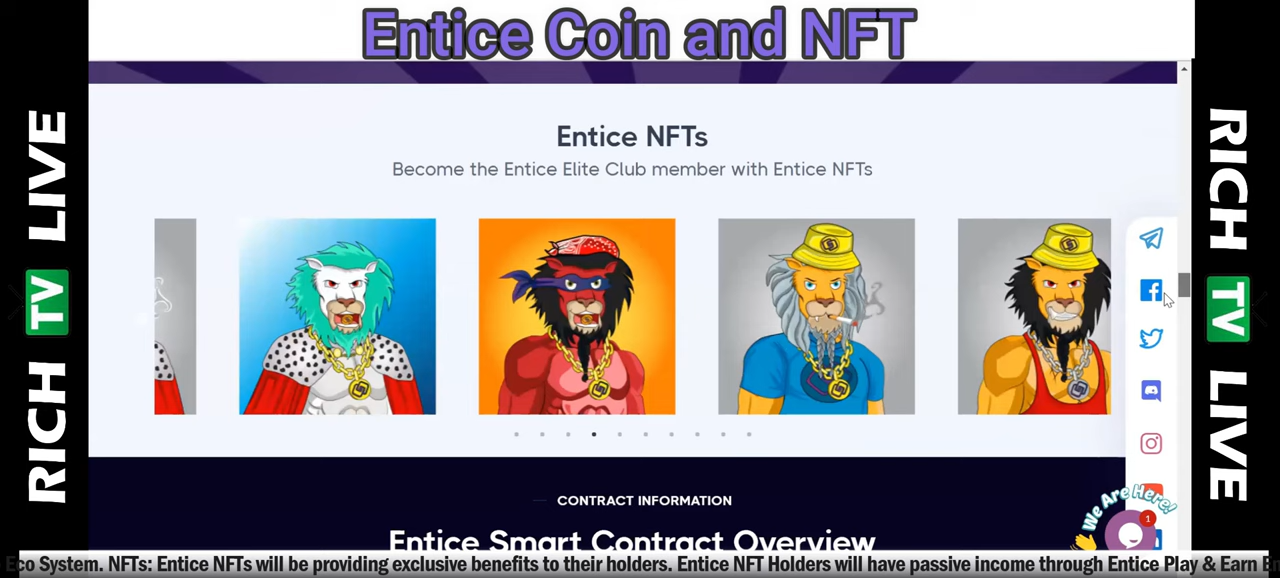 Entice Coin and NFT
RICH TV LIVE
Entice NFTs
Become the Entice Elite Club member with Entice NFTs
We Are Here!
1
CONTRACT INFORMATION
Entice Smart Contract Overview
RICH TV LIVE
Eco System. NFTs: Entice NFTs will be providing exclusive benefits to their holders. Entice NFT Holders will have passive income through Entice Play & Earn